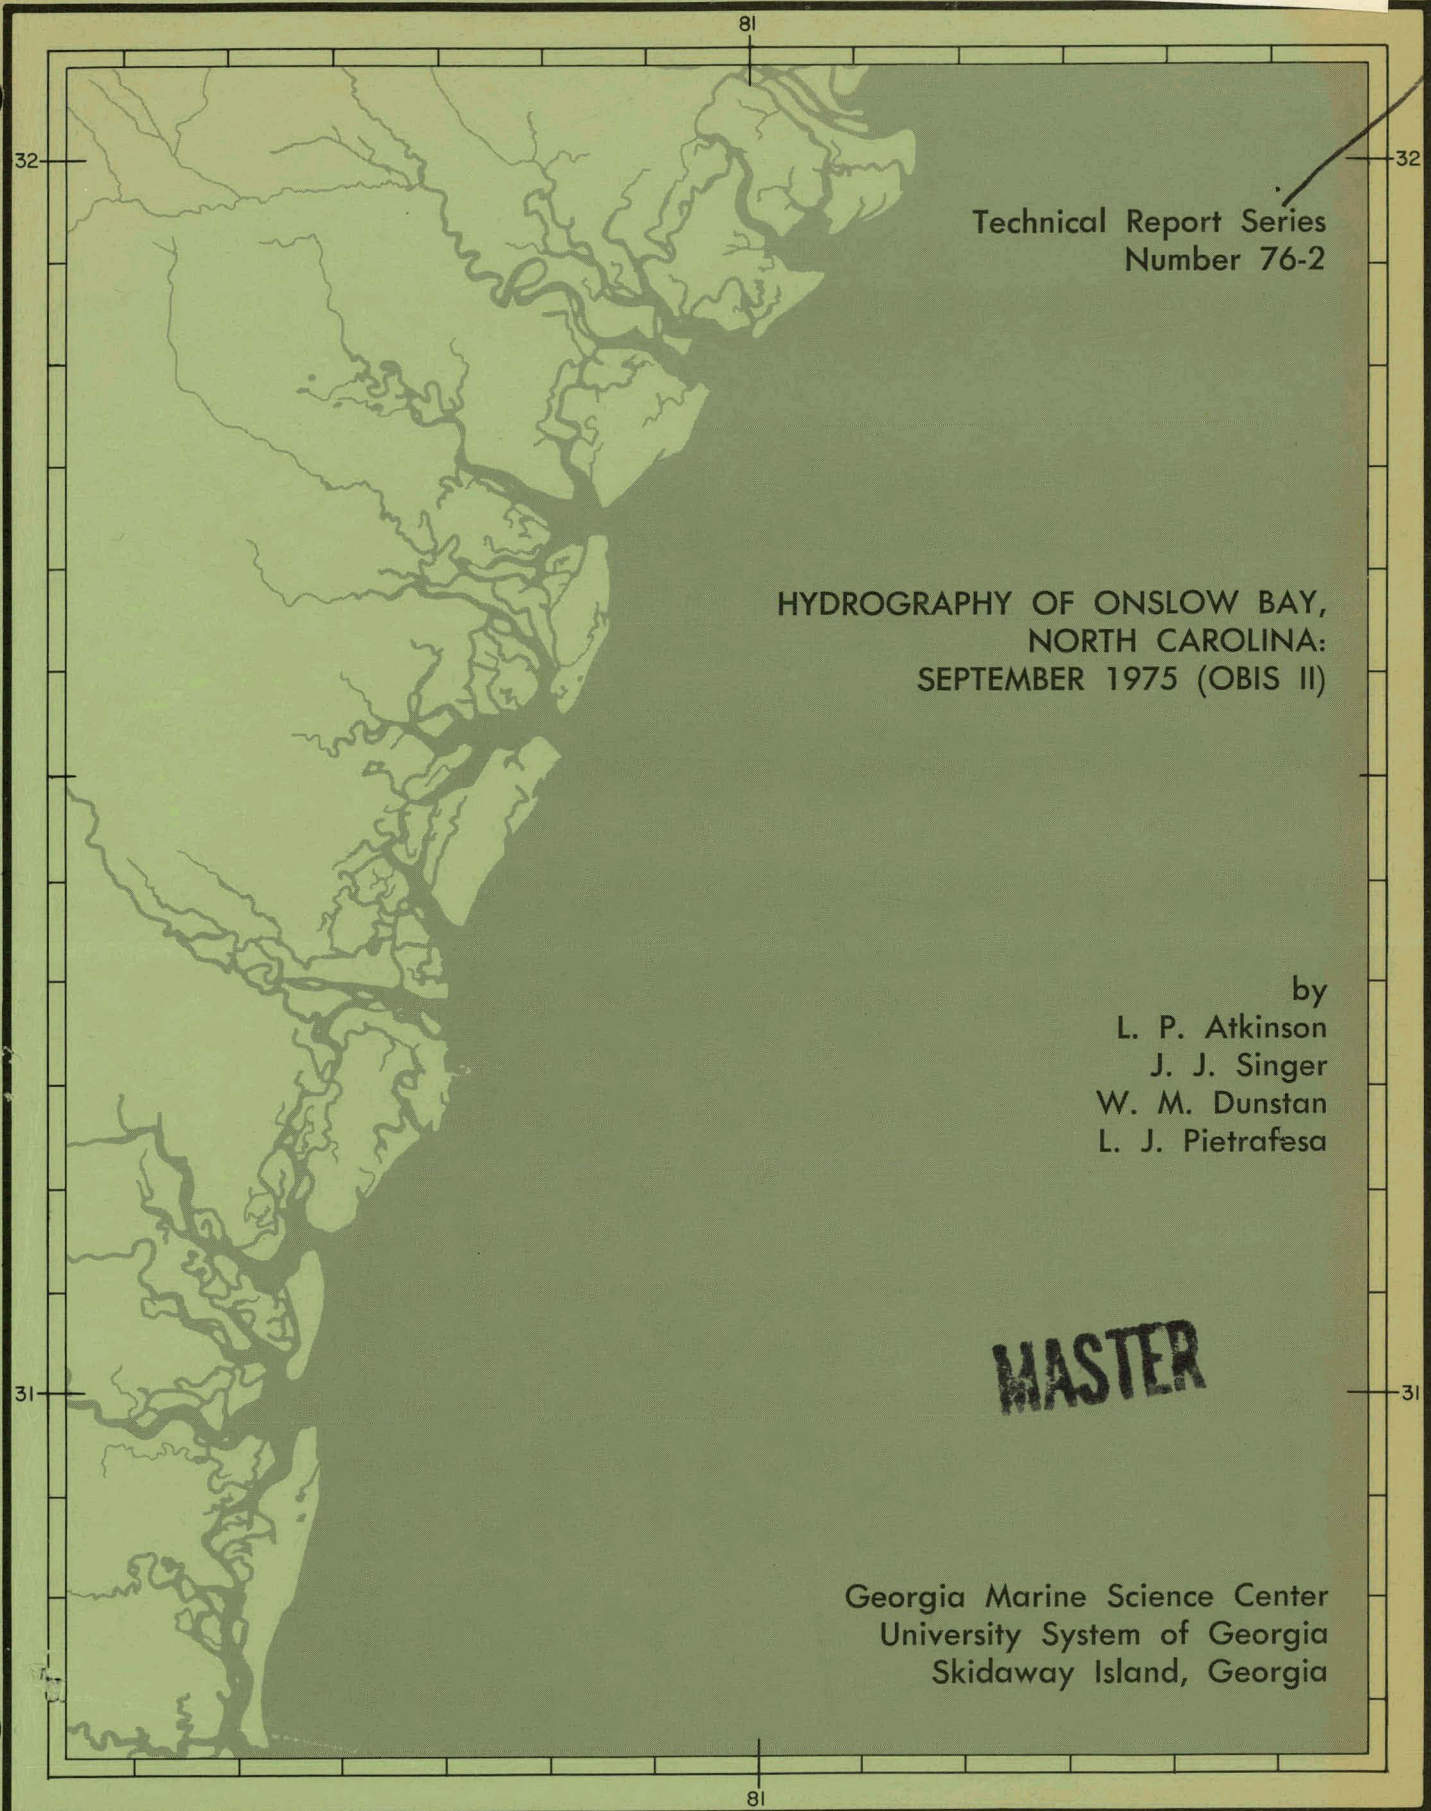 81
32
32
Technical Report Series
Number 76-2
HYDROGRAPHY OF ONSLOW BAY,
NORTH CAROLINA:
SEPTEMBER 1975 (OBIS II)
by
L. P. Atkinson
J. J. Singer
W. M. Dunstan
L. J. Pietrafesa
MASTER
31
31
Georgia Marine Science Center
University System of Georgia
Skidaway Island, Georgia
81